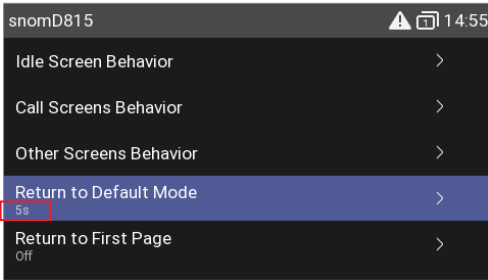 snomD815 1 14:55
Idle Screen Behavior
Call Screens Behavior
Other Screens Behavior
Return to Default Mode
5s
Return to First Page
Off